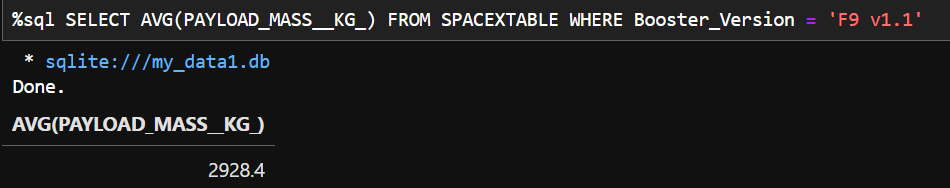 %sql SELECT AVG(PAYLOAD_MASS__KG_) FROM SPACEXTABLE WHERE Booster_Version = 'F9 v1.1'
* sqlite:///my_data1.db
Done.
AVG(PAYLOAD_MASS__KG_)
2928.4